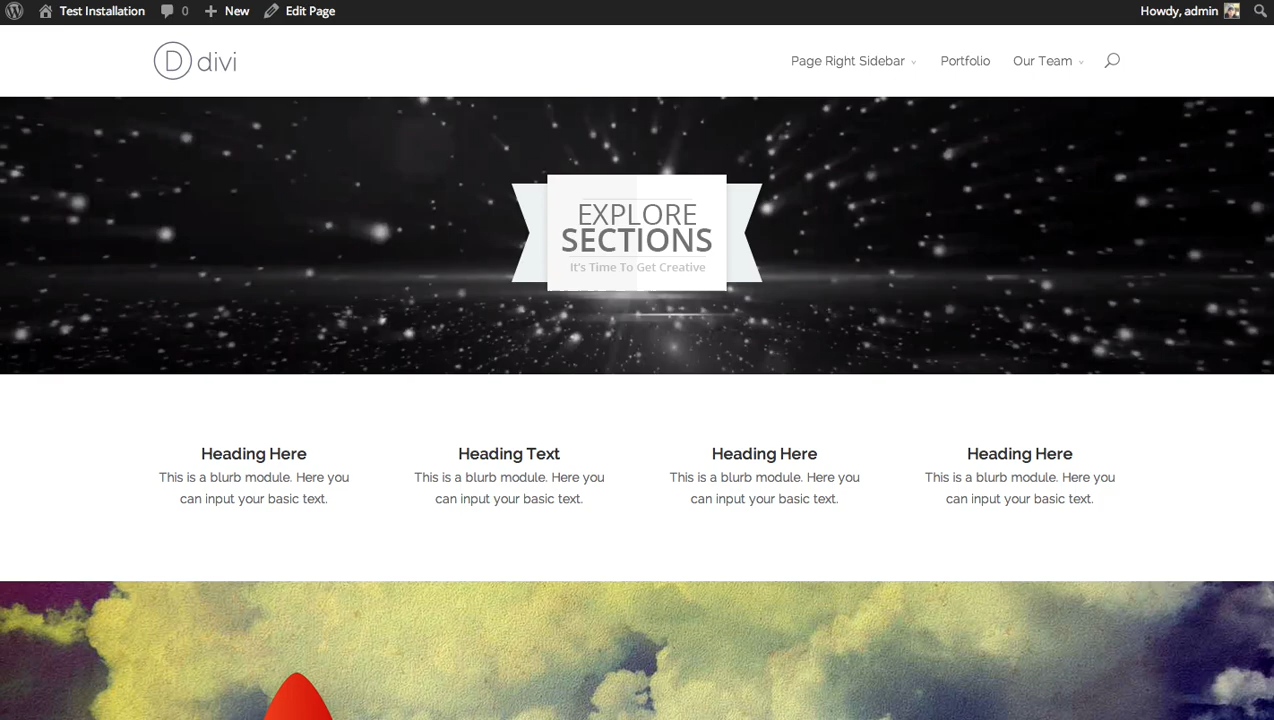 Test Installation 0 New Edit Page Howdy, admin
D divi Page Right Sidebar Portfolio Our Team
EXPLORE
SECTIONS
It's Time To Get Creative
Heading Here
This is a blurb module. Here you
can input your basic text.
Heading Text
This is a blurb module. Here you
can input your basic text.
Heading Here
This is a blurb module. Here you
can input your basic text.
Heading Here
This is a blurb module. Here you
can input your basic text.